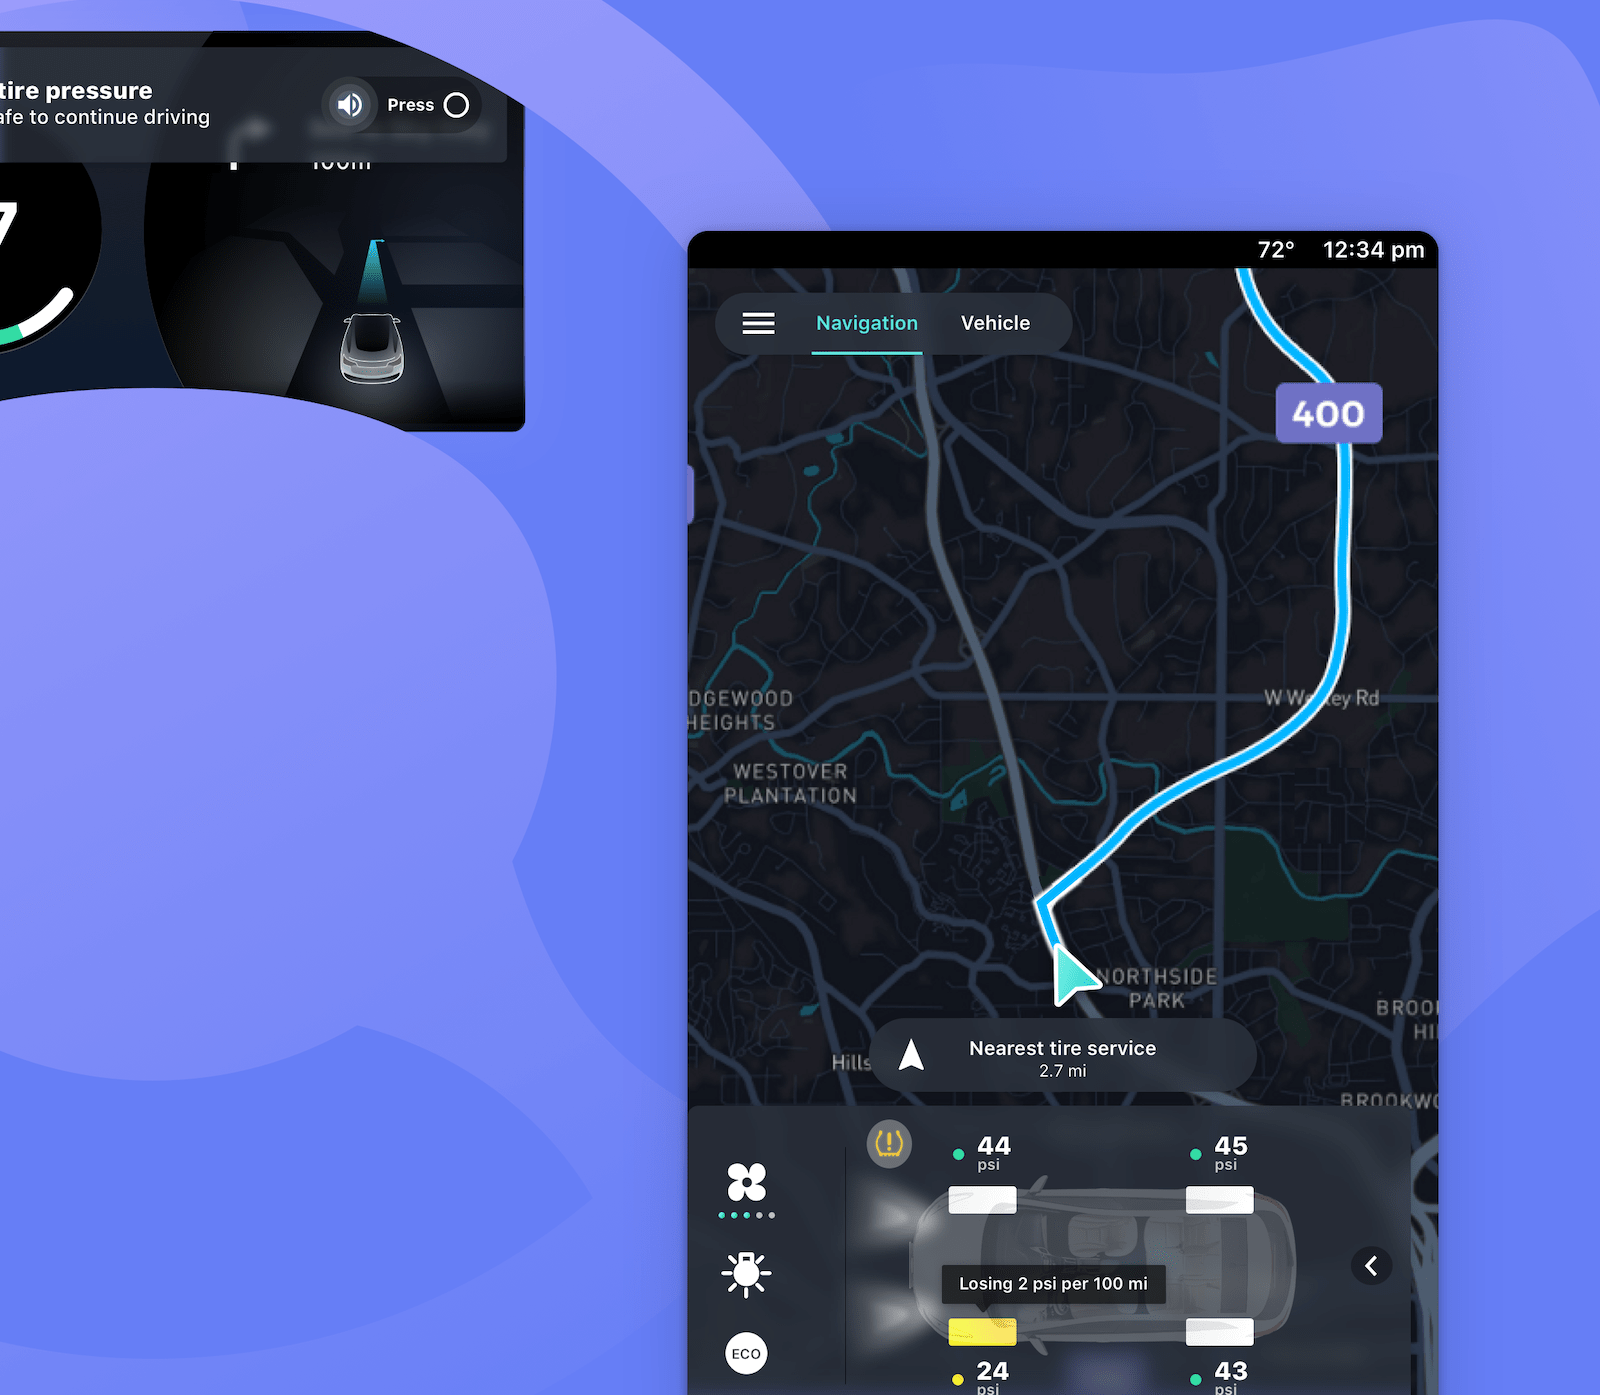 tire pressure
afe to continue driving
Press
100m
7
72° 12:34 pm
Navigation Vehicle
400
W We ley Rd
DGEWOOD
HEIGHTS
WESTOVER
PLANTATION
NORTHSIDE
PARK
BROO
HI
Hills
Nearest tire service
2.7 mi
BROOKWO
44
psi
45
psi
Losing 2 psi per 100 mi
ECO
24
psi
43
psi